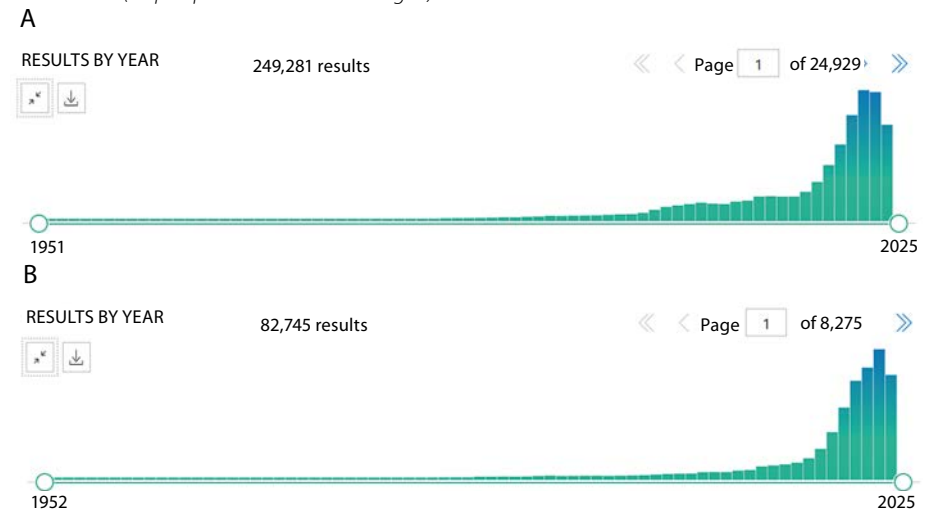 A
RESULTS BY YEAR
249,281 results
Page 1 of 24,929
1951
2025
B
RESULTS BY YEAR
82,745 results
Page 1 of 8,275
1952
2025